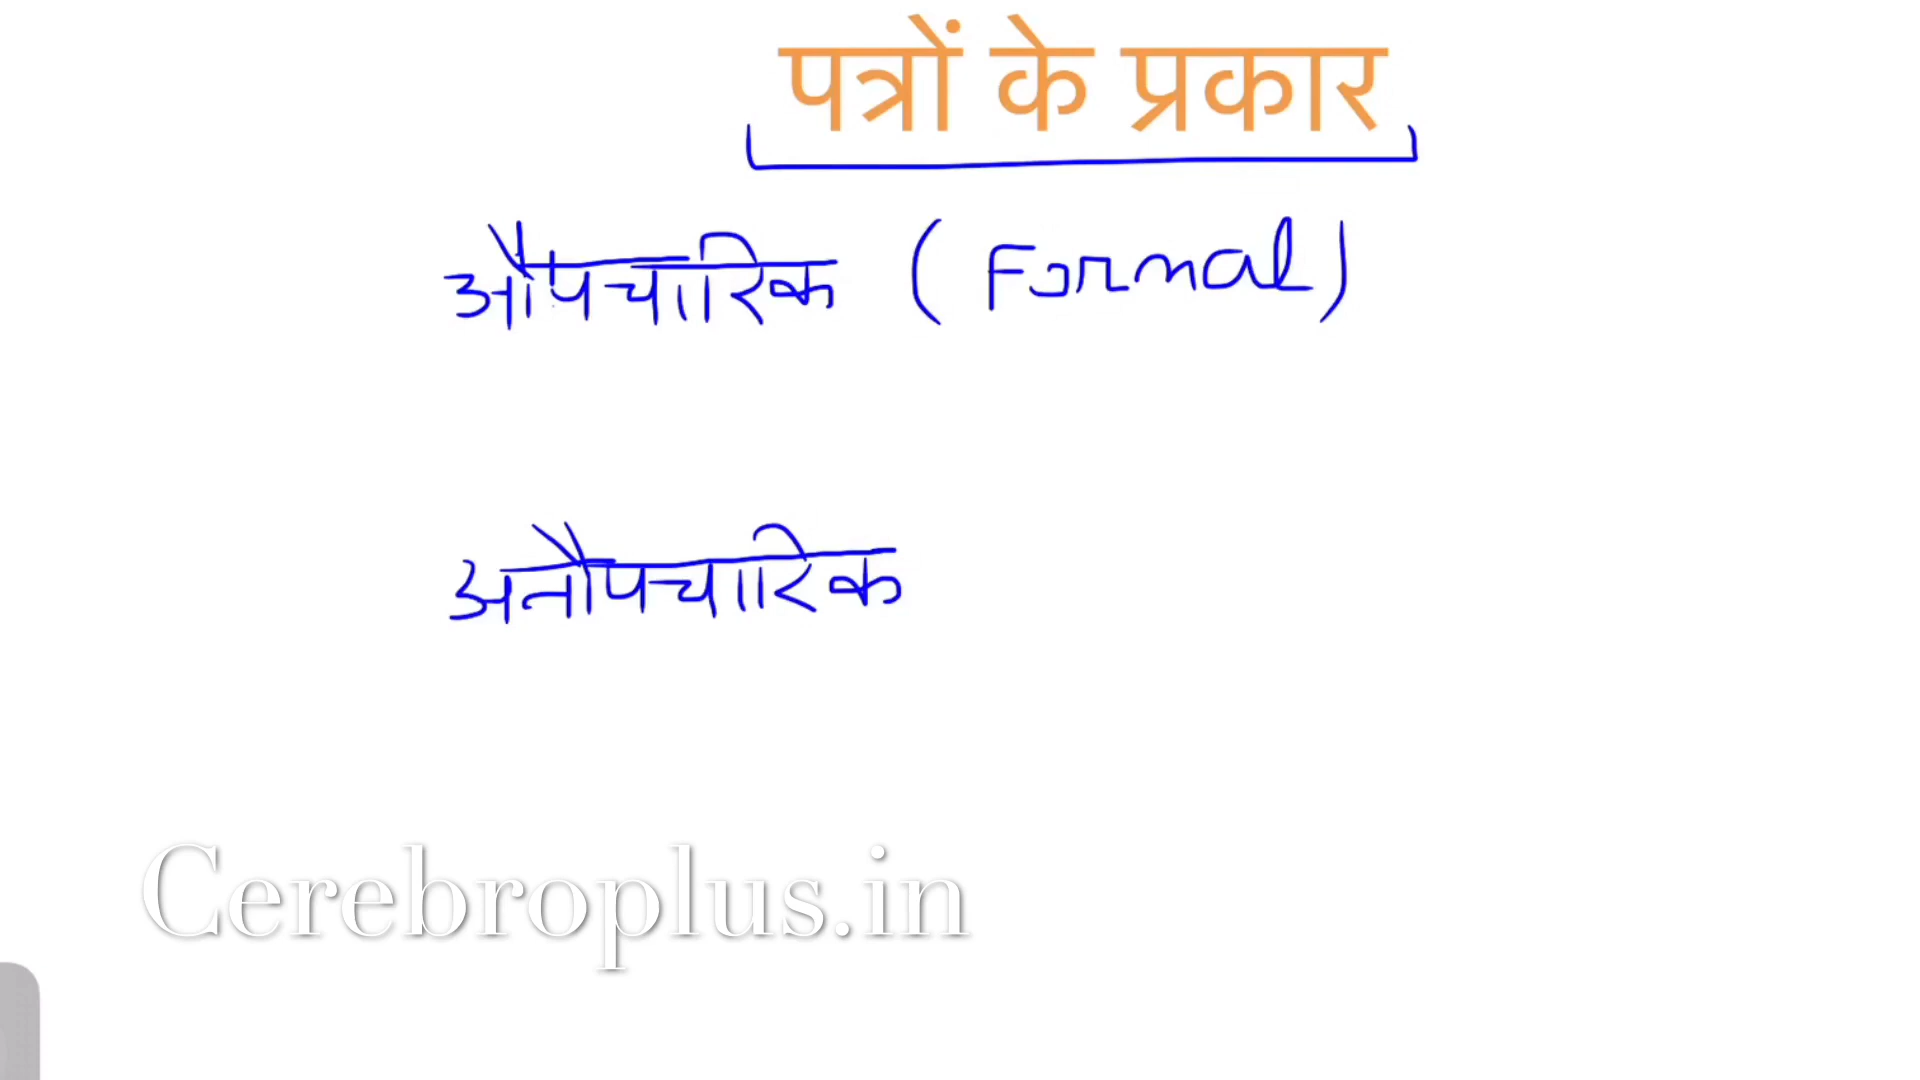 पत्रों के प्रकार
औपचारिक (Formal)
अनौपचारिक
Cerebroplus.in